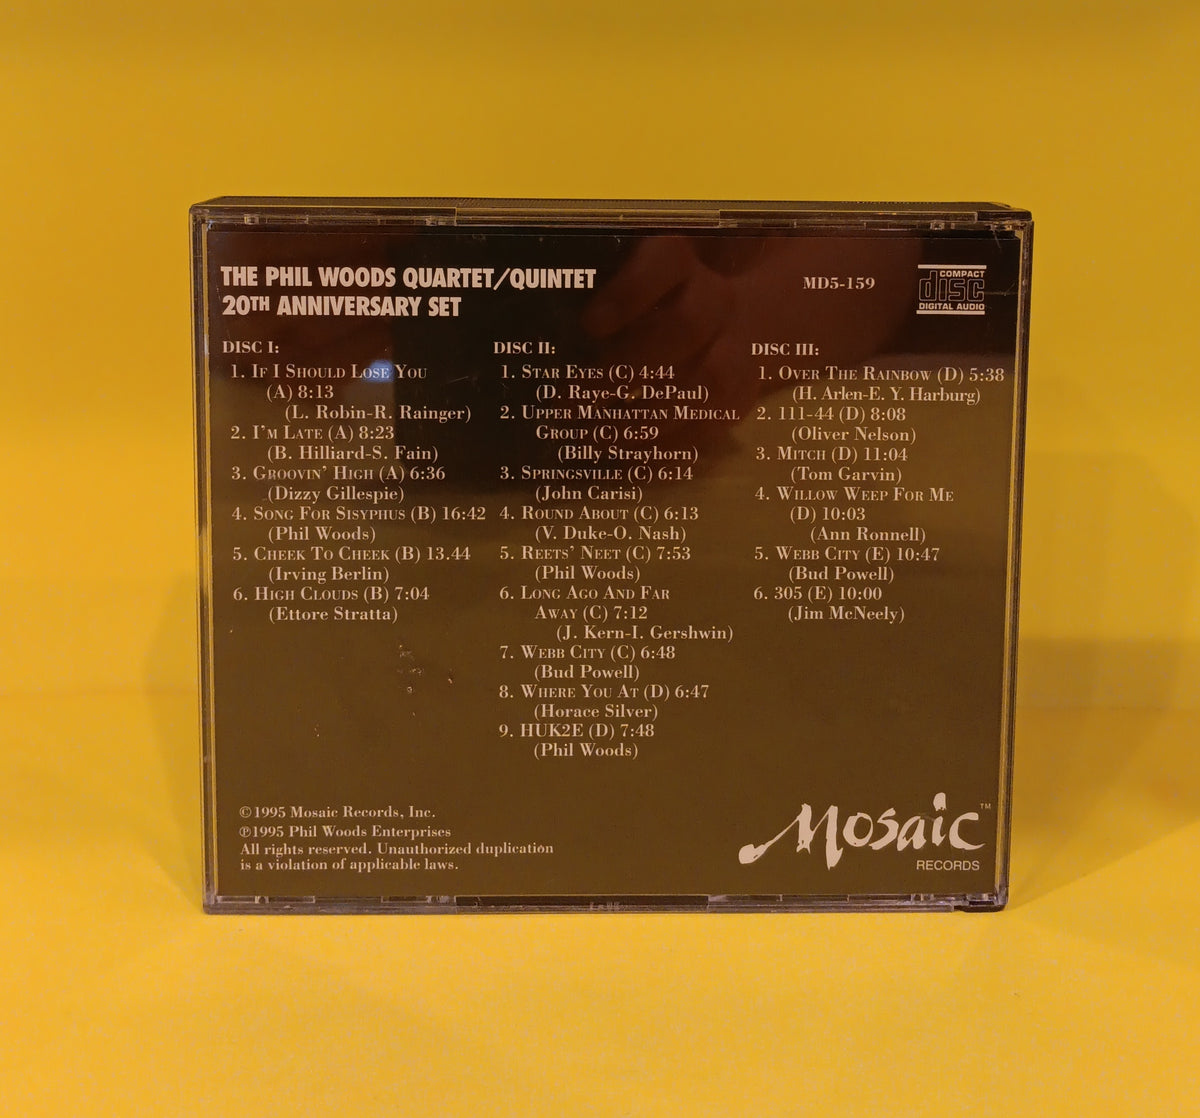 THE PHIL WOODS QUARTET/QUINTET
20TH ANNIVERSARY SET
MD5-159
COMPACT
disc
DIGITAL AUDIO
DISC I:
1. If I Should Lose You
(A) 8:13
(L. Robin-R. Rainger)
2. I'm Late (A) 8:23
(B. Hilliard-S. Fain)
3. Groovin' High (A) 6:36
(Dizzy Gillespie)
4. Song For Sisyphus (B) 16:42
(Phil Woods)
5. Cheek To Cheek (B) 13.44
(Irving Berlin)
6. High Clouds (B) 7:04
(Ettore Stratta)
DISC II:
1. Star Eyes (C) 4:44
(D. Raye-G. DePaul)
2. Upper Manhattan Medical
Group (C) 6:59
(Billy Strayhorn)
3. Springsville (C) 6:14
(John Carisi)
4. Round About (C) 6:13
(V. Duke-O. Nash)
5. Reets' Neet (C) 7:53
(Phil Woods)
6. Long Ago And Far
Away (C) 7:12
(J. Kern-I. Gershwin)
7. Webb City (C) 6:48
(Bud Powell)
8. Where You At (D) 6:47
(Horace Silver)
9. HUK2E (D) 7:48
(Phil Woods)
DISC III:
1. Over The Rainbow (D) 5:38
(H. Arlen-E. Y. Harburg)
2. 111-44 (D) 8:08
(Oliver Nelson)
3. Mitch (D) 11:04
(Tom Garvin)
4. Willow Weep For Me
(D) 10:03
(Ann Ronnell)
5. Webb City (E) 10:47
(Bud Powell)
6. 305 (E) 10:00
(Jim McNeely)
©1995 Mosaic Records, Inc.
℗1995 Phil Woods Enterprises
All rights reserved. Unauthorized duplication
is a violation of applicable laws.
Mosaic ™
RECORDS